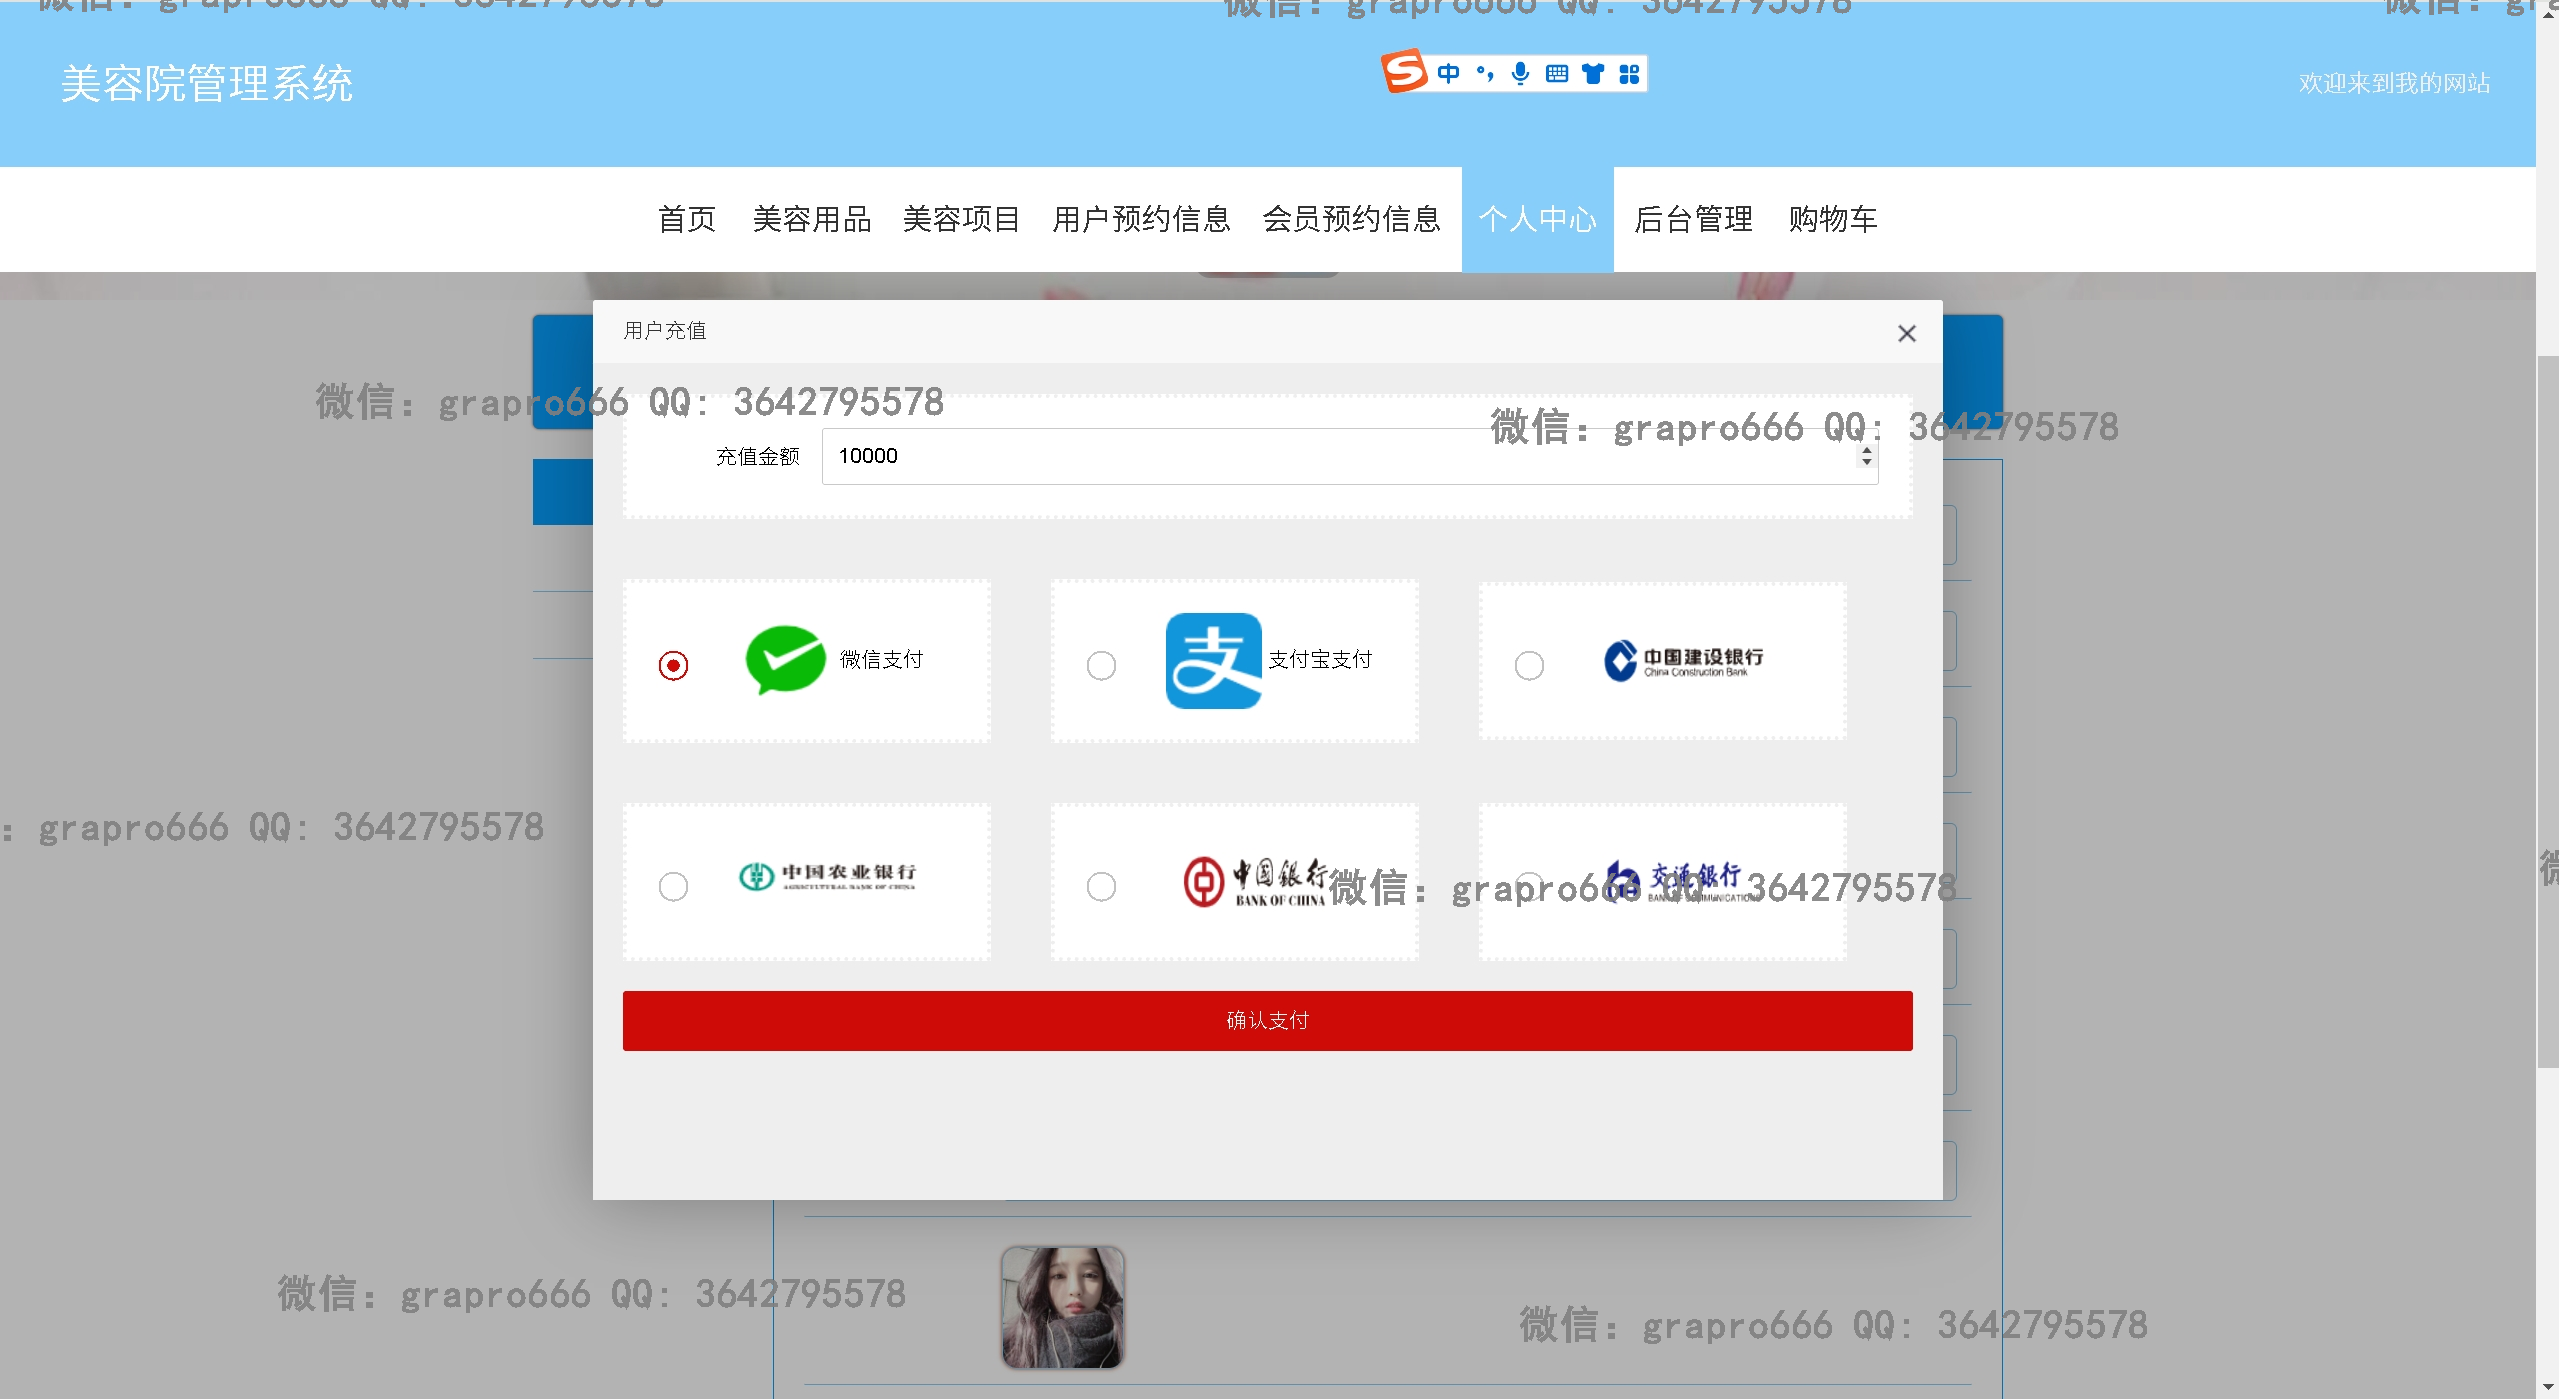 微信: grapro666 QQ: 3642795578
微信: grapro666 QQ: 3642795578
美容院管理系统
中
欢迎来到我的网站
首页 美容用品 美容项目 用户预约信息 会员预约信息 个人中心 后台管理 购物车
用户充值
微信: grapro666 QQ: 3642795578
微信: grapro666 QQ: 3642795578
充值金额 10000
微信支付
支付宝支付
中国建设银行
China Construction Bank
: grapro666 QQ: 3642795578
中国农业银行
AGRICULTURAL BANK OF CHINA
中国银行
BANK OF CHINA
交通银行
BANK OF COMMUNICATIONS
微信: grapro666 QQ: 3642795578
确认支付
微信: grapro666 QQ: 3642795578
微信: grapro666 QQ: 3642795578